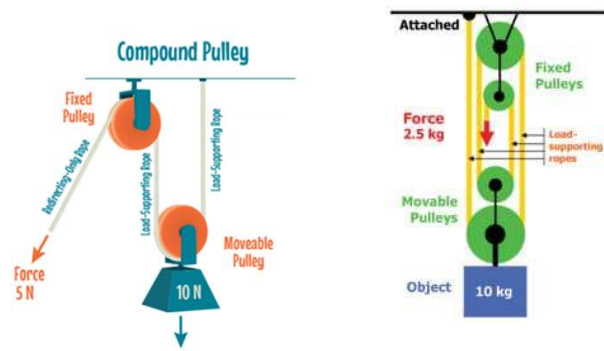 Compound Pulley
Fixed
Pulley
Redirecting-Only Rope
Load-Supporting Rope
Load-Supporting Rope
Moveable
Pulley
Force
5 N
10 N
Attached
Fixed
Pulleys
Force
2.5 kg
Load-
supporting
ropes
Movable
Pulleys
Object
10 kg